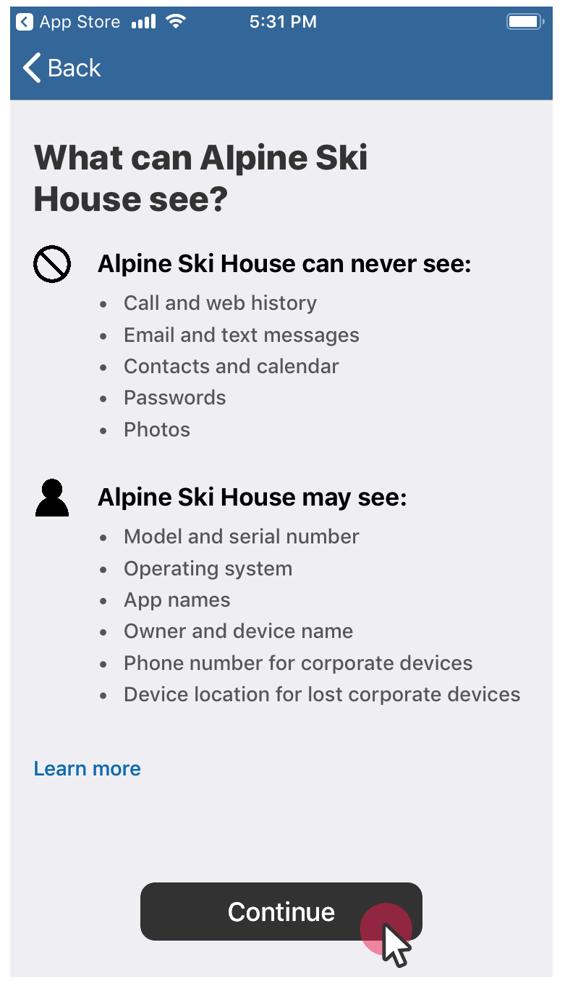 App Store 5:31 PM
Back
What can Alpine Ski
House see?
Alpine Ski House can never see:
• Call and web history
• Email and text messages
• Contacts and calendar
• Passwords
• Photos
Alpine Ski House may see:
• Model and serial number
• Operating system
• App names
• Owner and device name
• Phone number for corporate devices
• Device location for lost corporate devices
Learn more
Continue